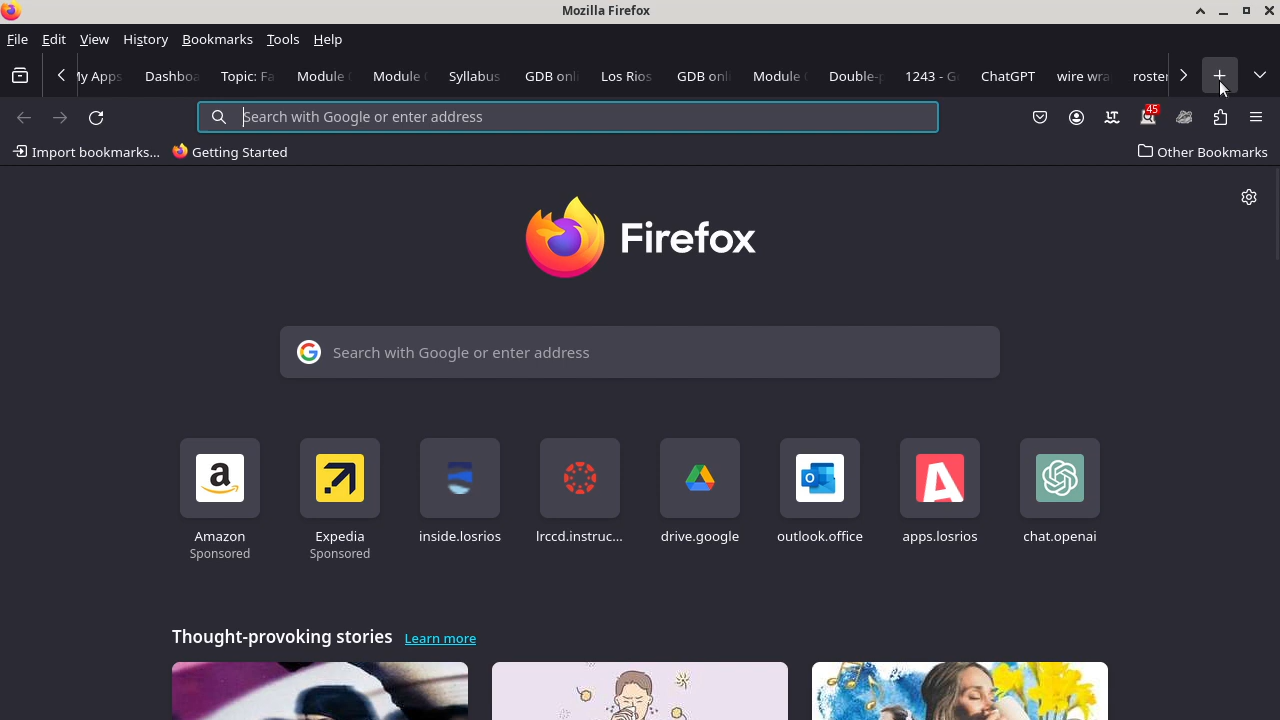 Mozilla Firefox
File Edit View History Bookmarks Tools Help
My Apps Dashboa Topic: Fa Module Module Syllabus GDB onli Los Rios GDB onli Module Double-p 1243 - G ChatGPT wire wra roster
Search with Google or enter address
45
Import bookmarks... Getting Started Other Bookmarks
Firefox
Search with Google or enter address
Amazon Expedia inside.losrios lrccd.instruc... drive.google outlook.office apps.losrios chat.openai
Sponsored Sponsored
Thought-provoking stories Learn more